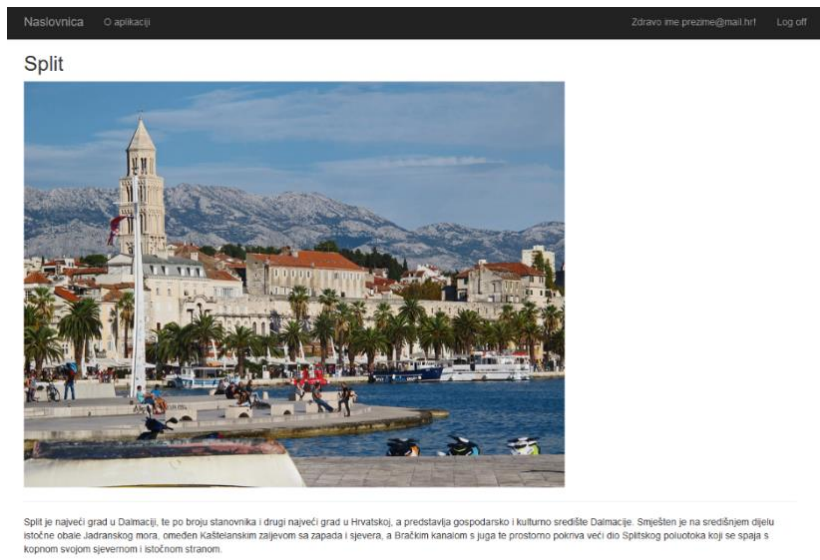 Naslovnica O aplikaciji Zdravo ime.prezime@mail.hr! Log off
Split
Split je najveći grad u Dalmaciji, te po broju stanovnika i drugi najveći grad u Hrvatskoj, a predstavlja gospodarsko i kulturno središte Dalmacije. Smješten je na središnjem dijelu
istočne obale Jadranskog mora, omeđen Kaštelanskim zaljevom sa zapada i sjevera, a Bračkim kanalom s juga te prostorno pokriva veći dio Splitskog poluotoka koji se spaja s
kopnom svojom sjevernom i istočnom stranom.